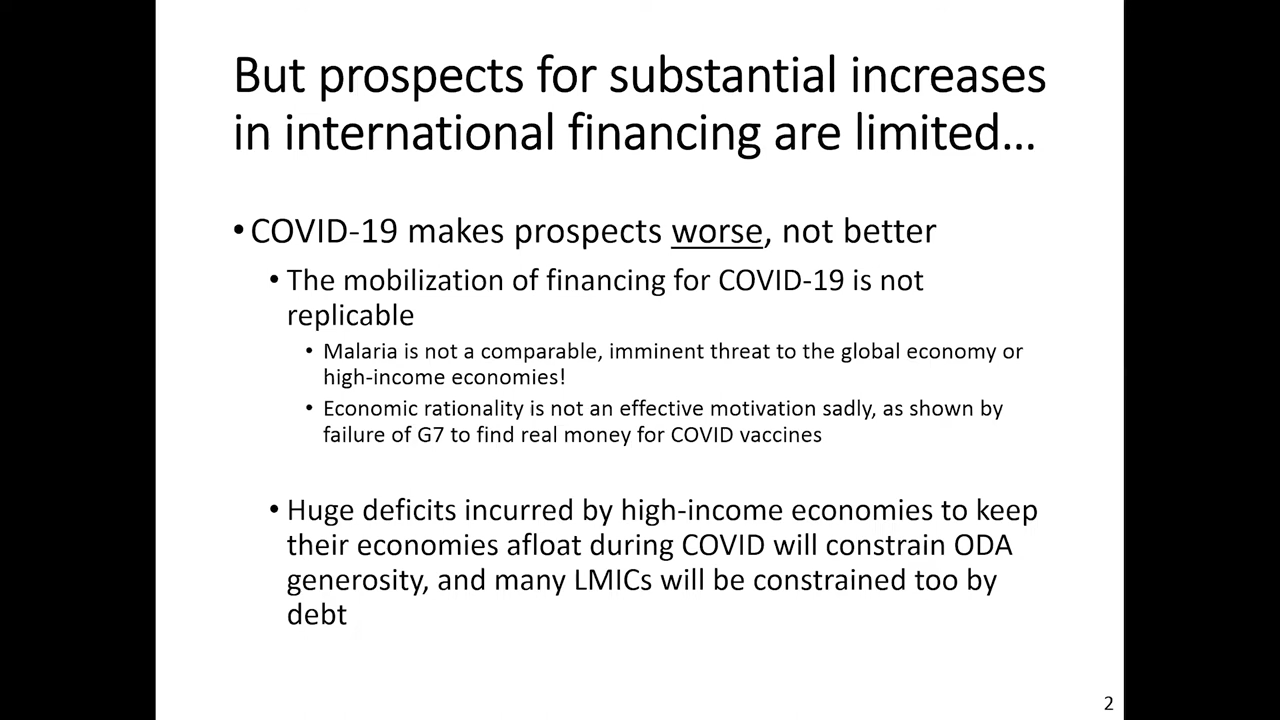 But prospects for substantial increases
in international financing are limited...
• COVID-19 makes prospects worse, not better
• The mobilization of financing for COVID-19 is not
replicable
• Malaria is not a comparable, imminent threat to the global economy or
high-income economies!
• Economic rationality is not an effective motivation sadly, as shown by
failure of G7 to find real money for COVID vaccines
• Huge deficits incurred by high-income economies to keep
their economies afloat during COVID will constrain ODA
generosity, and many LMICs will be constrained too by
debt
2